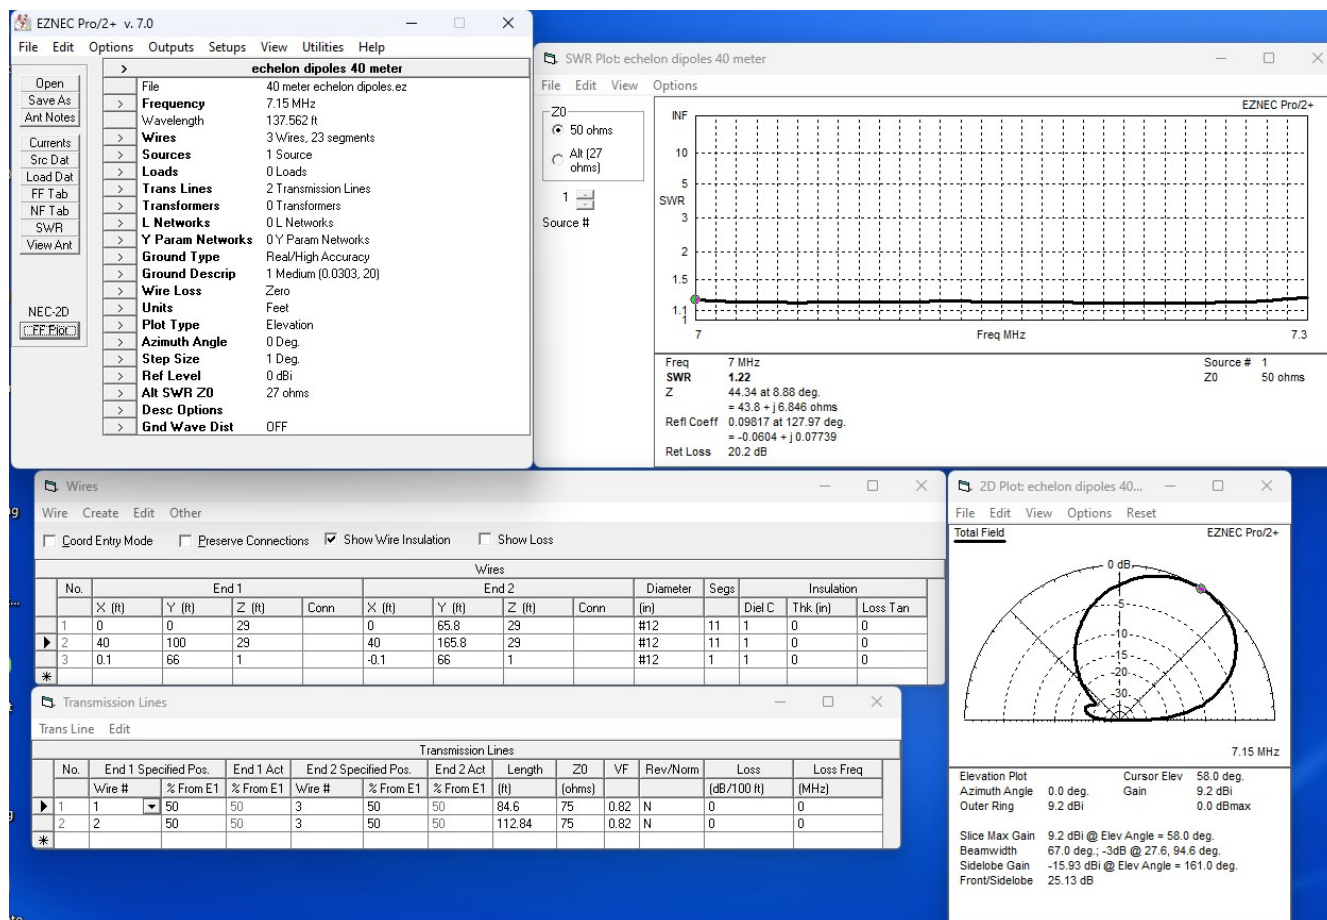 EZNEC Pro/2+ v. 7.0
File Edit Options Outputs Setups View Utilities Help
> echelon dipoles 40 meter
Open
Save As
Ant Notes
Currents
Src Dat
Load Dat
FF Tab
NF Tab
SWR
View Ant
NEC-2D
FF Plot
File 40 meter echelon dipoles.ez
> Frequency 7.15 MHz
Wavelength 137.562 ft
> Wires 3 Wires, 23 segments
> Sources 1 Source
> Loads 0 Loads
> Trans Lines 2 Transmission Lines
> Transformers 0 Transformers
> L Networks 0 L Networks
> Y Param Networks 0 Y Param Networks
> Ground Type Real/High Accuracy
> Ground Descrip 1 Medium (0.0303, 20)
> Wire Loss Zero
> Units Feet
> Plot Type Elevation
> Azimuth Angle 0 Deg.
> Step Size 1 Deg.
> Ref Level 0 dBi
> Alt SWR Z0 27 ohms
> Desc Options
> Gnd Wave Dist OFF
SWR Plot: echelon dipoles 40 meter
File Edit View Options
Z0
50 ohms
Alt (27
ohms)
1
Source #
EZNEC Pro/2+
INF
10
5
SWR
3
2
1.5
1.1
1
7 Freq MHz 7.3
Freq 7 MHz Source # 1
SWR 1.22 Z0 50 ohms
Z 44.34 at 8.88 deg.
= 43.8 + j 6.846 ohms
Refl Coeff 0.09817 at 127.97 deg.
= -0.0604 + j 0.07739
Ret Loss 20.2 dB
Wires
Wire Create Edit Other
Coord Entry Mode Preserve Connections Show Wire Insulation Show Loss
Wires
No. End 1 End 2 Diameter Segs Insulation
X (ft) Y (ft) Z (ft) Conn X (ft) Y (ft) Z (ft) Conn (in) Diel C Thk (in) Loss Tan
1 0 0 29 0 65.8 29 #12 11 1 0 0
2 40 100 29 40 165.8 29 #12 11 1 0 0
3 0.1 66 1 -0.1 66 1 #12 1 1 0 0
*
Transmission Lines
Trans Line Edit
Transmission Lines
No. End 1 Specified Pos. End 1 Act End 2 Specified Pos. End 2 Act Length Z0 VF Rev/Norm Loss Loss Freq
Wire # % From E1 % From E1 Wire # % From E1 % From E1 (ft) (ohms) (dB/100 ft) (MHz)
1 1 50 50 3 50 50 84.6 75 0.82 N 0 0
2 2 50 50 3 50 50 112.84 75 0.82 N 0 0
*
2D Plot: echelon dipoles 40...
File Edit View Options Reset
Total Field EZNEC Pro/2+
0 dB
-5
-10
-15
-20
-30
7.15 MHz
Elevation Plot Cursor Elev 58.0 deg.
Azimuth Angle 0.0 deg. Gain 9.2 dBi
Outer Ring 9.2 dBi 0.0 dBmax
Slice Max Gain 9.2 dBi @ Elev Angle = 58.0 deg.
Beamwidth 67.0 deg.; -3dB @ 27.6, 94.6 deg.
Sidelobe Gain -15.93 dBi @ Elev Angle = 161.0 deg.
Front/Sidelobe 25.13 dB